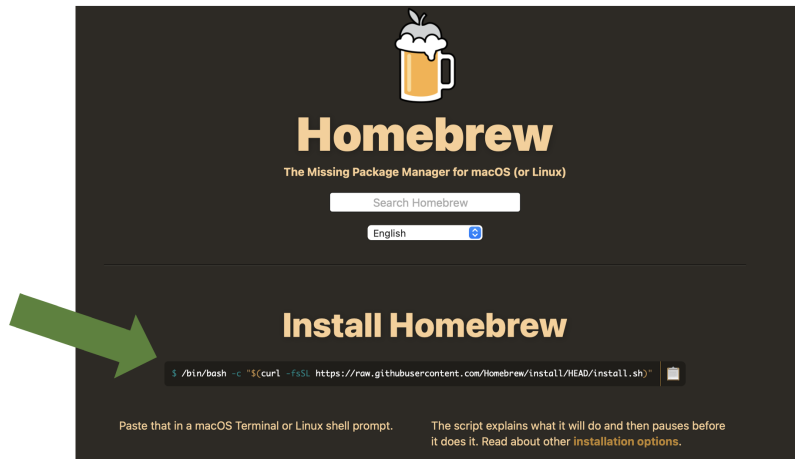 Homebrew
The Missing Package Manager for macOS (or Linux)
Search Homebrew
English
Install Homebrew
$ /bin/bash -c "$(curl -fsSL https://raw.githubusercontent.com/Homebrew/install/HEAD/install.sh)"
Paste that in a macOS Terminal or Linux shell prompt.
The script explains what it will do and then pauses before
it does it. Read about other installation options.